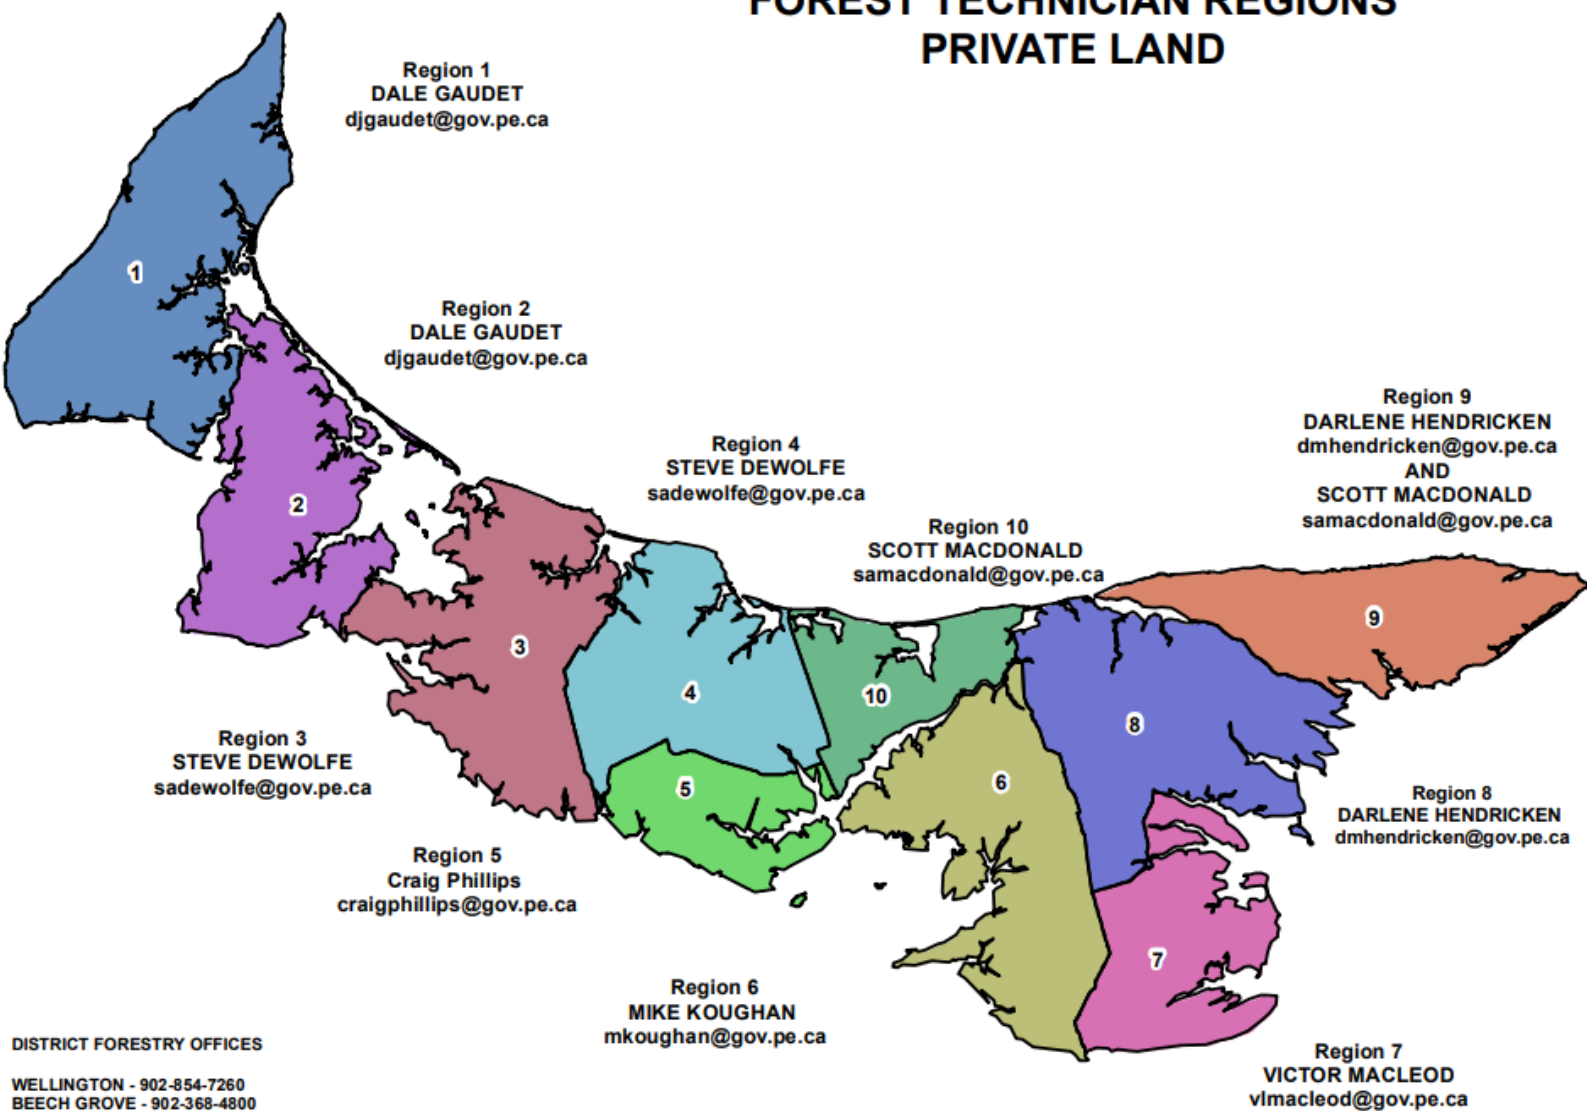 FOREST TECHNICIAN REGIONS
PRIVATE LAND
Region 1
DALE GAUDET
djgaudet@gov.pe.ca
1
Region 2
DALE GAUDET
djgaudet@gov.pe.ca
2
Region 4
STEVE DEWOLFE
sadewolfe@gov.pe.ca
Region 10
SCOTT MACDONALD
samacdonald@gov.pe.ca
Region 9
DARLENE HENDRICKEN
dmhendricken@gov.pe.ca
AND
SCOTT MACDONALD
samacdonald@gov.pe.ca
9
3
4
10
8
Region 3
STEVE DEWOLFE
sadewolfe@gov.pe.ca
5
6
Region 8
DARLENE HENDRICKEN
dmhendricken@gov.pe.ca
Region 5
Craig Phillips
craigphillips@gov.pe.ca
7
Region 6
MIKE KOUGHAN
mkoughan@gov.pe.ca
Region 7
VICTOR MACLEOD
vlmacleod@gov.pe.ca
DISTRICT FORESTRY OFFICES
WELLINGTON - 902-854-7260
BEECH GROVE - 902-368-4800